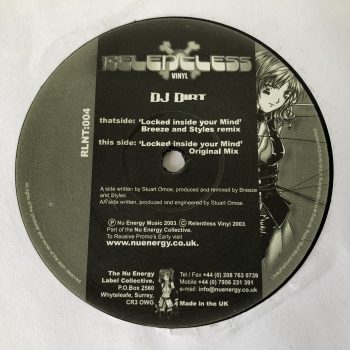 RELENTLESS
VINYL
DJ DIRT
RLNT:004
thatside: 'Locked inside your Mind'
Breeze and Styles remix
this side: 'Locked inside your Mind'
Original Mix
A side written by Stuart Orroe, produced and remixed by Breeze
and Styles
AA side written, produced and engineered by Stuart Orroe.
Ⓟ Nu Energy Music 2003 Ⓒ Relentless Vinyl 2003
Part of the Nu Energy Collective.
To Receive Promo's Early visit
www.nuenergy.co.uk.
The Nu Energy
Label Collective.
P.O.Box 2560
Whyteleafe, Surrey,
CR3 OWG
Tel / Fax +44 (0) 208 763 0739
Mobile +44 (0) 7956 231 391
e-mail : info@nuenergy.co.uk
Made in the UK